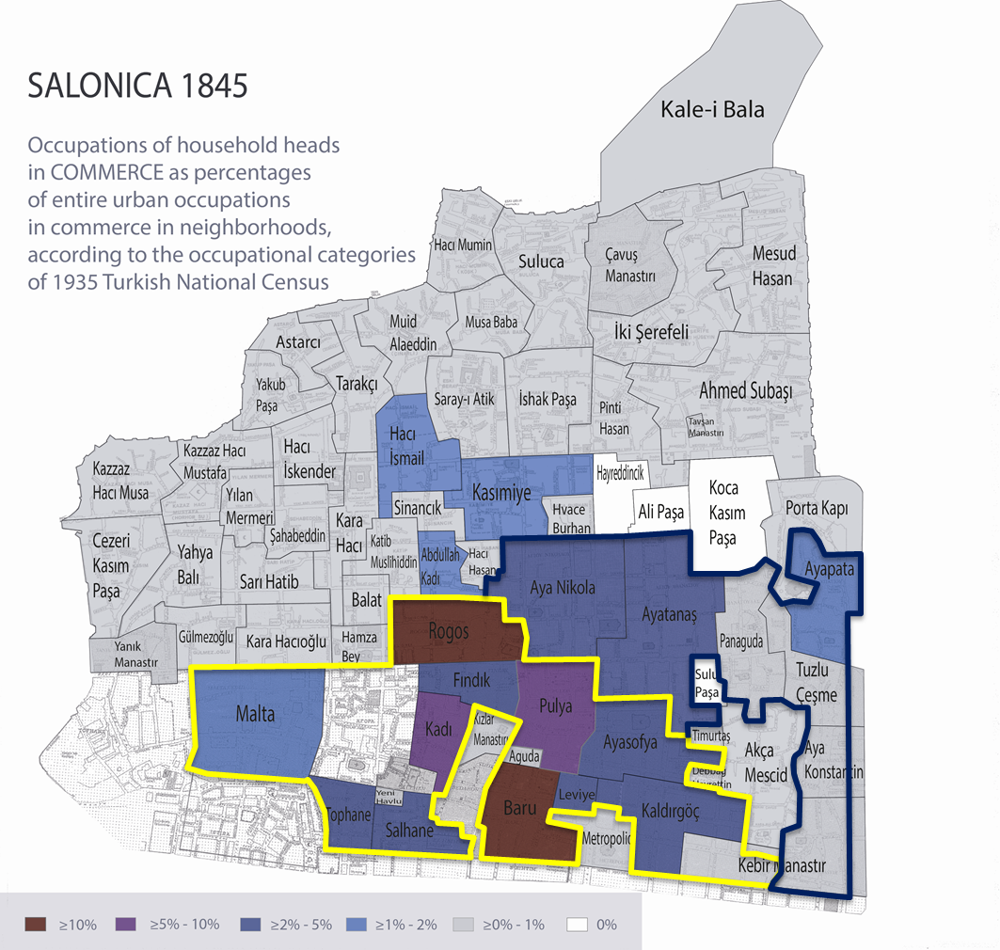 SALONICA 1845
Occupations of household heads
in COMMERCE as percentages
of entire urban occupations
in commerce in neighborhoods,
according to the occupational categories
of 1935 Turkish National Census
Kale-i Bala
Hacı Mumin
Suluca
Çavuş
Manastırı
Mesud
Hasan
Muid
Alaeddin
Musa Baba
İki Şerefeli
Astarcı
Yakub
Paşa
Tarakçı
Saray-ı Atik
İshak Paşa
Pinti
Hasan
Ahmed Subaşı
Tavşan
Manastırı
Kazzaz
Hacı Musa
Kazzaz Hacı
Mustafa
Hacı
İskender
Hacı
İsmail
Yılan
Mermeri
Kasımiye
Hayreddincik
Koca
Kasım
Paşa
Ali Paşa
Porta Kapı
Sinancık
Hvace
Burhan
Kara
Hacı
Şahabeddin
Katib
Muslihiddin
Cezeri
Kasım
Paşa
Yahya
Balı
Sarı Hatib
Abdullah
Kadı
Hacı
Hasan
Aya Nikola
Ayatanaş
Ayapata
Balat
Rogos
Gülmezoğlu
Kara Hacıoğlu
Hamza
Bey
Yanık
Manastır
Panaguda
Sulu
Paşa
Tuzlu
Çeşme
Malta
Fındık
Kadı
Kızlar
Manastırı
Pulya
Ayasofya
Timurtaş
Akça
Mescid
Aya
Konstantin
Aguda
Debbağ
Hayrettin
Yeni
Havlu
Tophane
Salhane
Baru
Leviye
Kaldırgöç
Metropolid
Kebir Manastır
≥10%
≥5% - 10%
≥2% - 5%
≥1% - 2%
≥0% - 1%
0%